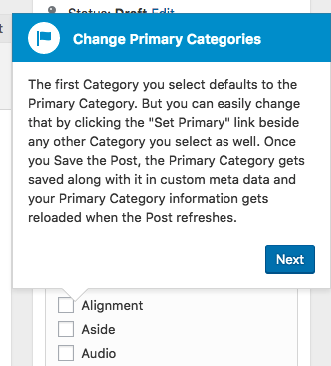 Status: Draft Edit
Change Primary Categories
The first Category you select defaults to the
Primary Category. But you can easily change
that by clicking the "Set Primary" link beside
any other Category you select as well. Once
you Save the Post, the Primary Category gets
saved along with it in custom meta data and
your Primary Category information gets
reloaded when the Post refreshes.
Next
Alignment
Aside
Audio